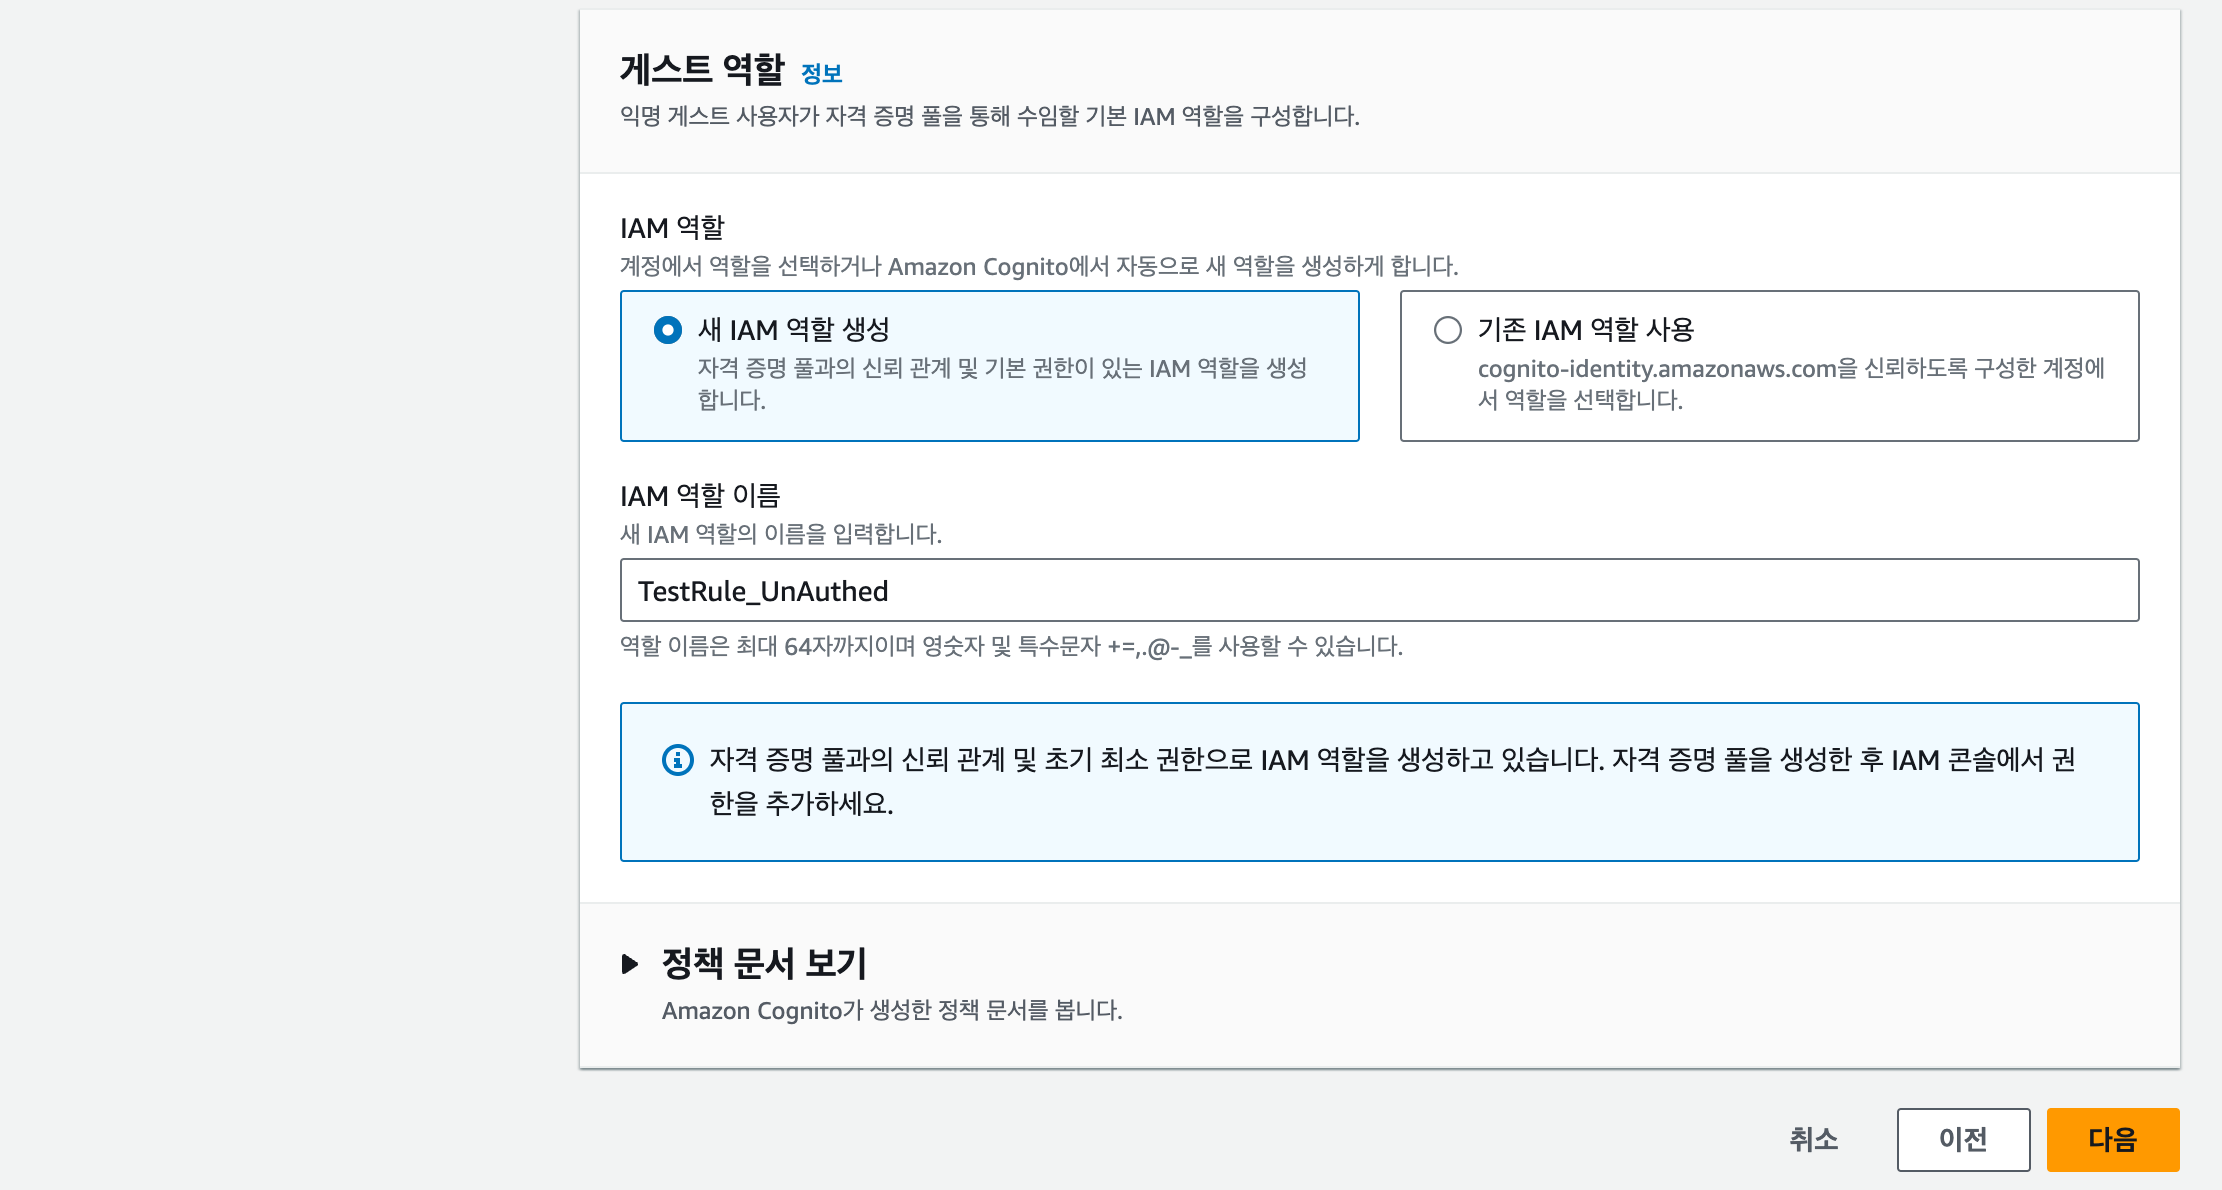 게스트 역할 정보
익명 게스트 사용자가 자격 증명 풀을 통해 수임할 기본 IAM 역할을 구성합니다.
IAM 역할
계정에서 역할을 선택하거나 Amazon Cognito에서 자동으로 새 역할을 생성하게 합니다.
새 IAM 역할 생성
자격 증명 풀과의 신뢰 관계 및 기본 권한이 있는 IAM 역할을 생성
합니다.
기존 IAM 역할 사용
cognito-identity.amazonaws.com을 신뢰하도록 구성한 계정에
서 역할을 선택합니다.
IAM 역할 이름
새 IAM 역할의 이름을 입력합니다.
TestRule_UnAuthed
역할 이름은 최대 64자까지이며 영숫자 및 특수문자 +=,.@-_를 사용할 수 있습니다.
자격 증명 풀과의 신뢰 관계 및 초기 최소 권한으로 IAM 역할을 생성하고 있습니다. 자격 증명 풀을 생성한 후 IAM 콘솔에서 권
한을 추가하세요.
정책 문서 보기
Amazon Cognito가 생성한 정책 문서를 봅니다.
취소
이전
다음